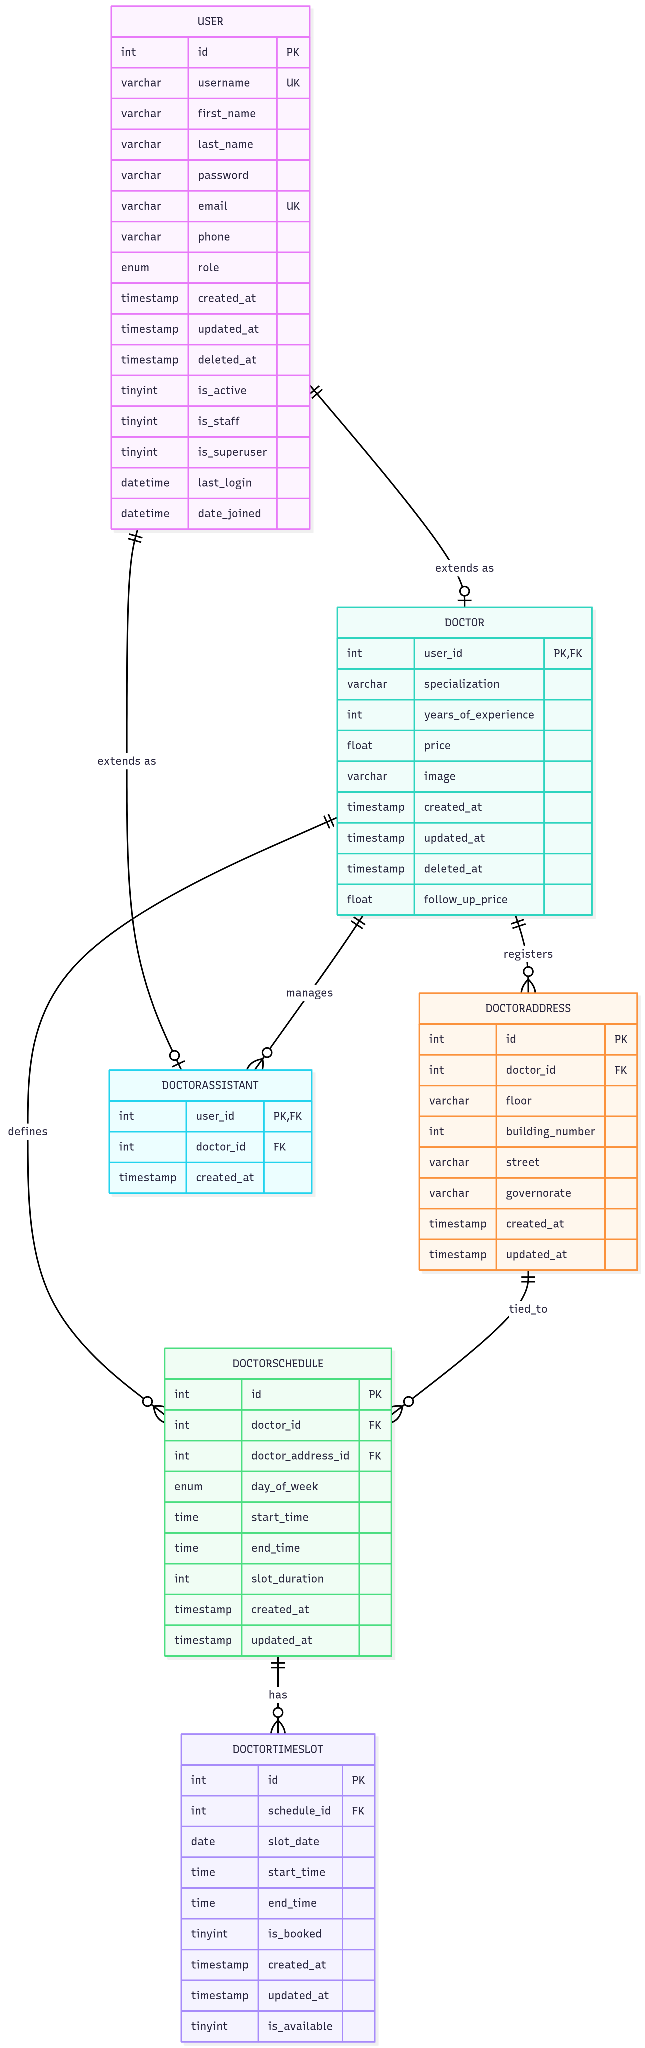 USER
int id PK
varchar username UK
varchar first_name
varchar last_name
varchar password
varchar email UK
varchar phone
enum role
timestamp created_at
timestamp updated_at
timestamp deleted_at
tinyint is_active
tinyint is_staff
tinyint is_superuser
datetime last_login
datetime date_joined
extends as
DOCTOR
int user_id PK,FK
varchar specialization
int years_of_experience
float price
varchar image
timestamp created_at
timestamp updated_at
timestamp deleted_at
float follow_up_price
extends as
registers
manages
DOCTORADDRESS
int id PK
int doctor_id FK
varchar floor
int building_number
varchar street
varchar governorate
timestamp created_at
timestamp updated_at
DOCTORASSISTANT
int user_id PK,FK
int doctor_id FK
timestamp created_at
defines
tied_to
DOCTORSCHEDULE
int id PK
int doctor_id FK
int doctor_address_id FK
enum day_of_week
time start_time
time end_time
int slot_duration
timestamp created_at
timestamp updated_at
has
DOCTORTIMESLOT
int id PK
int schedule_id FK
date slot_date
time start_time
time end_time
tinyint is_booked
timestamp created_at
timestamp updated_at
tinyint is_available